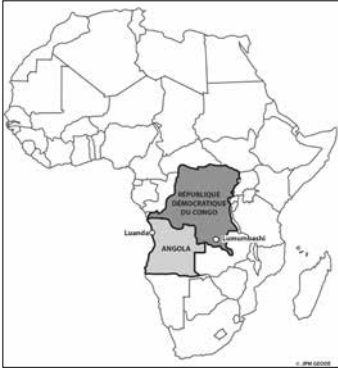 RÉPUBLIQUE
DÉMOCRATIQUE
DU CONGO
Luanda
Lumumbashi
ANGOLA
© JPM GEODE